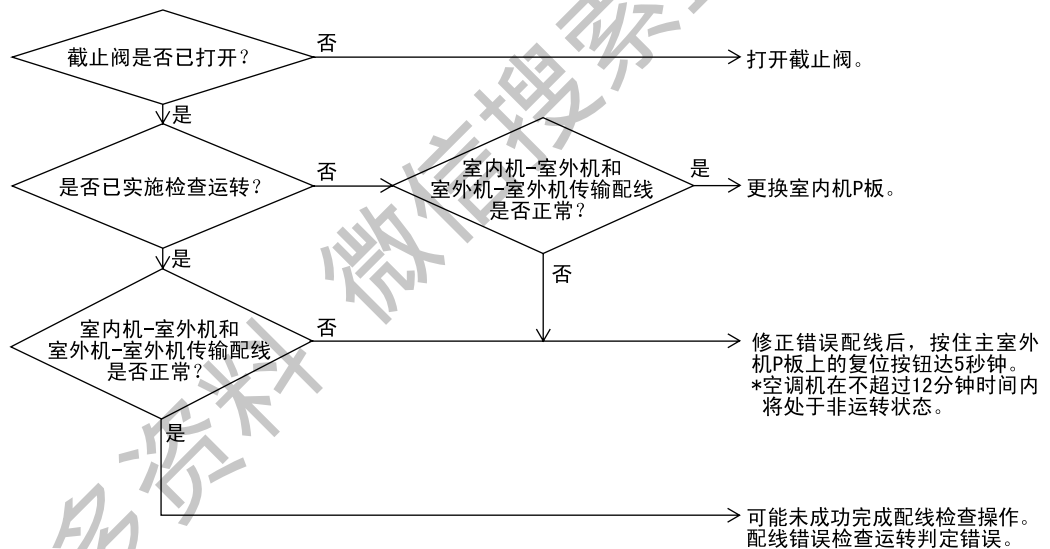 截止阀是否已打开？
否
打开截止阀。
是
是否已实施检查运转？
否
室内机-室外机和
室外机-室外机传输配线
是否正常？
是
更换室内机P板。
是
否
室内机-室外机和
室外机-室外机传输配线
是否正常？
否
修正错误配线后，按住主室外
机P板上的复位按钮达5秒钟。
*空调机在不超过12分钟时间内
将处于非运转状态。
是
可能未成功完成配线检查操作。
配线错误检查运转判定错误。
多资料 微信搜索